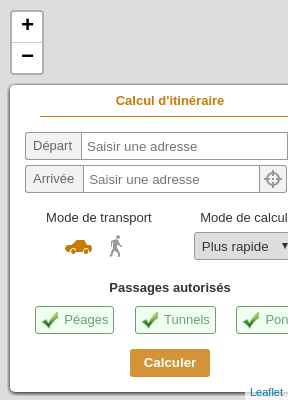 +
−
Calcul d'itinéraire
Départ Saisir une adresse
Arrivée Saisir une adresse
Mode de transport Mode de calcul
Plus rapide
Passages autorisés
Péages Tunnels Pon
Calculer
Leaflet